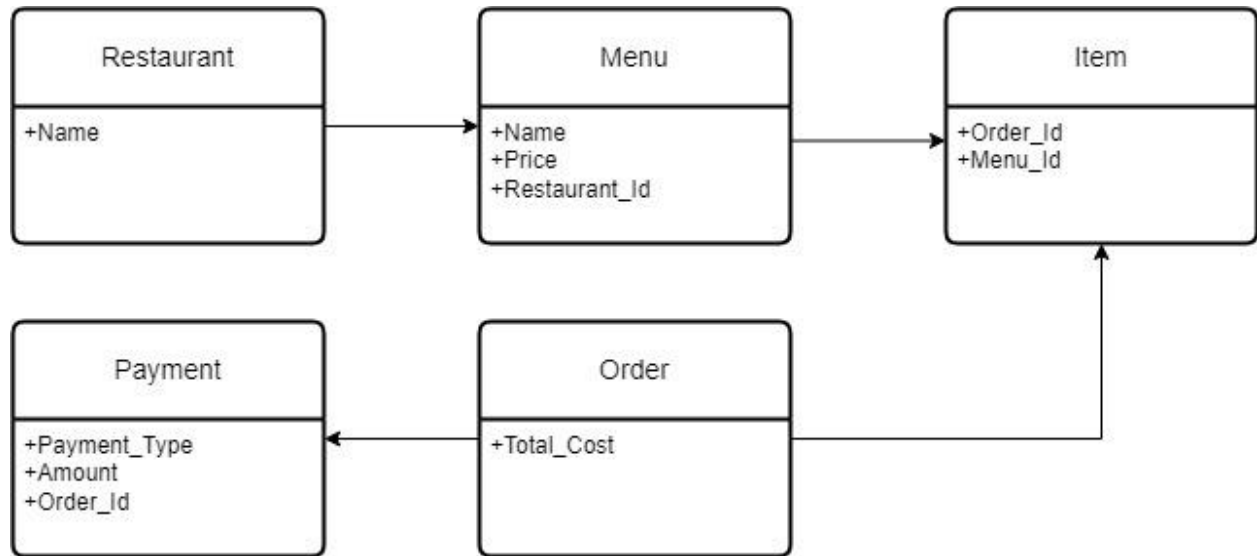 Restaurant
+Name
Menu
+Name
+Price
+Restaurant_Id
Item
+Order_Id
+Menu_Id
Payment
+Payment_Type
+Amount
+Order_Id
Order
+Total_Cost